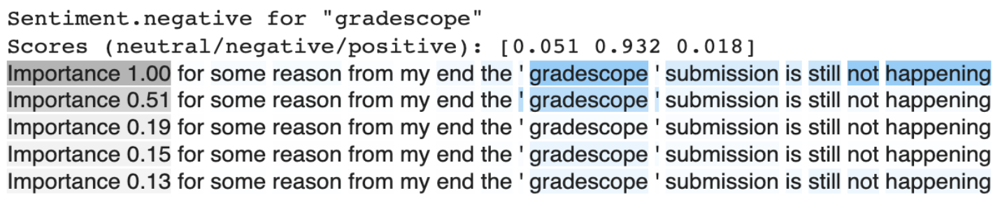 Sentiment.negative for "gradescope"
Scores (neutral/negative/positive): [0.051 0.932 0.018]
Importance 1.00 for some reason from my end the ' gradescope ' submission is still not happening
Importance 0.51 for some reason from my end the ' gradescope ' submission is still not happening
Importance 0.19 for some reason from my end the ' gradescope ' submission is still not happening
Importance 0.15 for some reason from my end the ' gradescope ' submission is still not happening
Importance 0.13 for some reason from my end the ' gradescope ' submission is still not happening